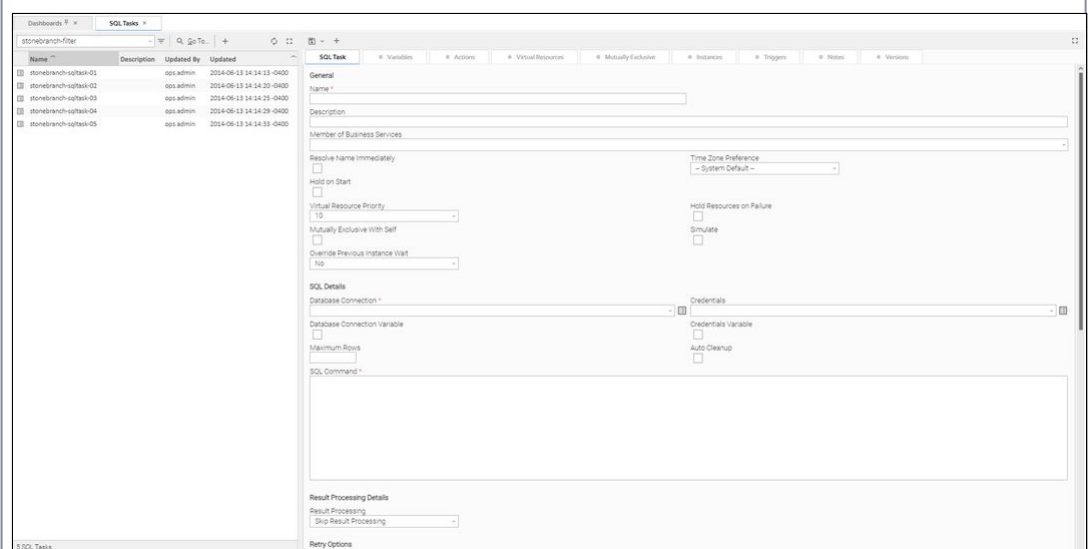 Dashboards × SQL Tasks ×
stonebranch-filter Go To... +
Name Description Updated By Updated
stonebranch-sqltask-01 ops.admin 2014-06-13 14:14:13 -0400
stonebranch-sqltask-02 ops.admin 2014-06-13 14:14:20 -0400
stonebranch-sqltask-03 ops.admin 2014-06-13 14:14:25 -0400
stonebranch-sqltask-04 ops.admin 2014-06-13 14:14:29 -0400
stonebranch-sqltask-05 ops.admin 2014-06-13 14:14:33 -0400
5 SQL Tasks
SQL Task Variables Actions Virtual Resources Mutually Exclusive Instances Triggers Notes Versions
General
Name *
Description
Member of Business Services
Resolve Name Immediately Time Zone Preference
-- System Default --
Hold on Start
Virtual Resource Priority Hold Resources on Failure
10
Mutually Exclusive With Self Simulate
Override Previous Instance Wait
No
SQL Details
Database Connection * Credentials
Database Connection Variable Credentials Variable
Maximum Rows Auto Cleanup
SQL Command *
Result Processing Details
Result Processing
Skip Result Processing
Retry Options